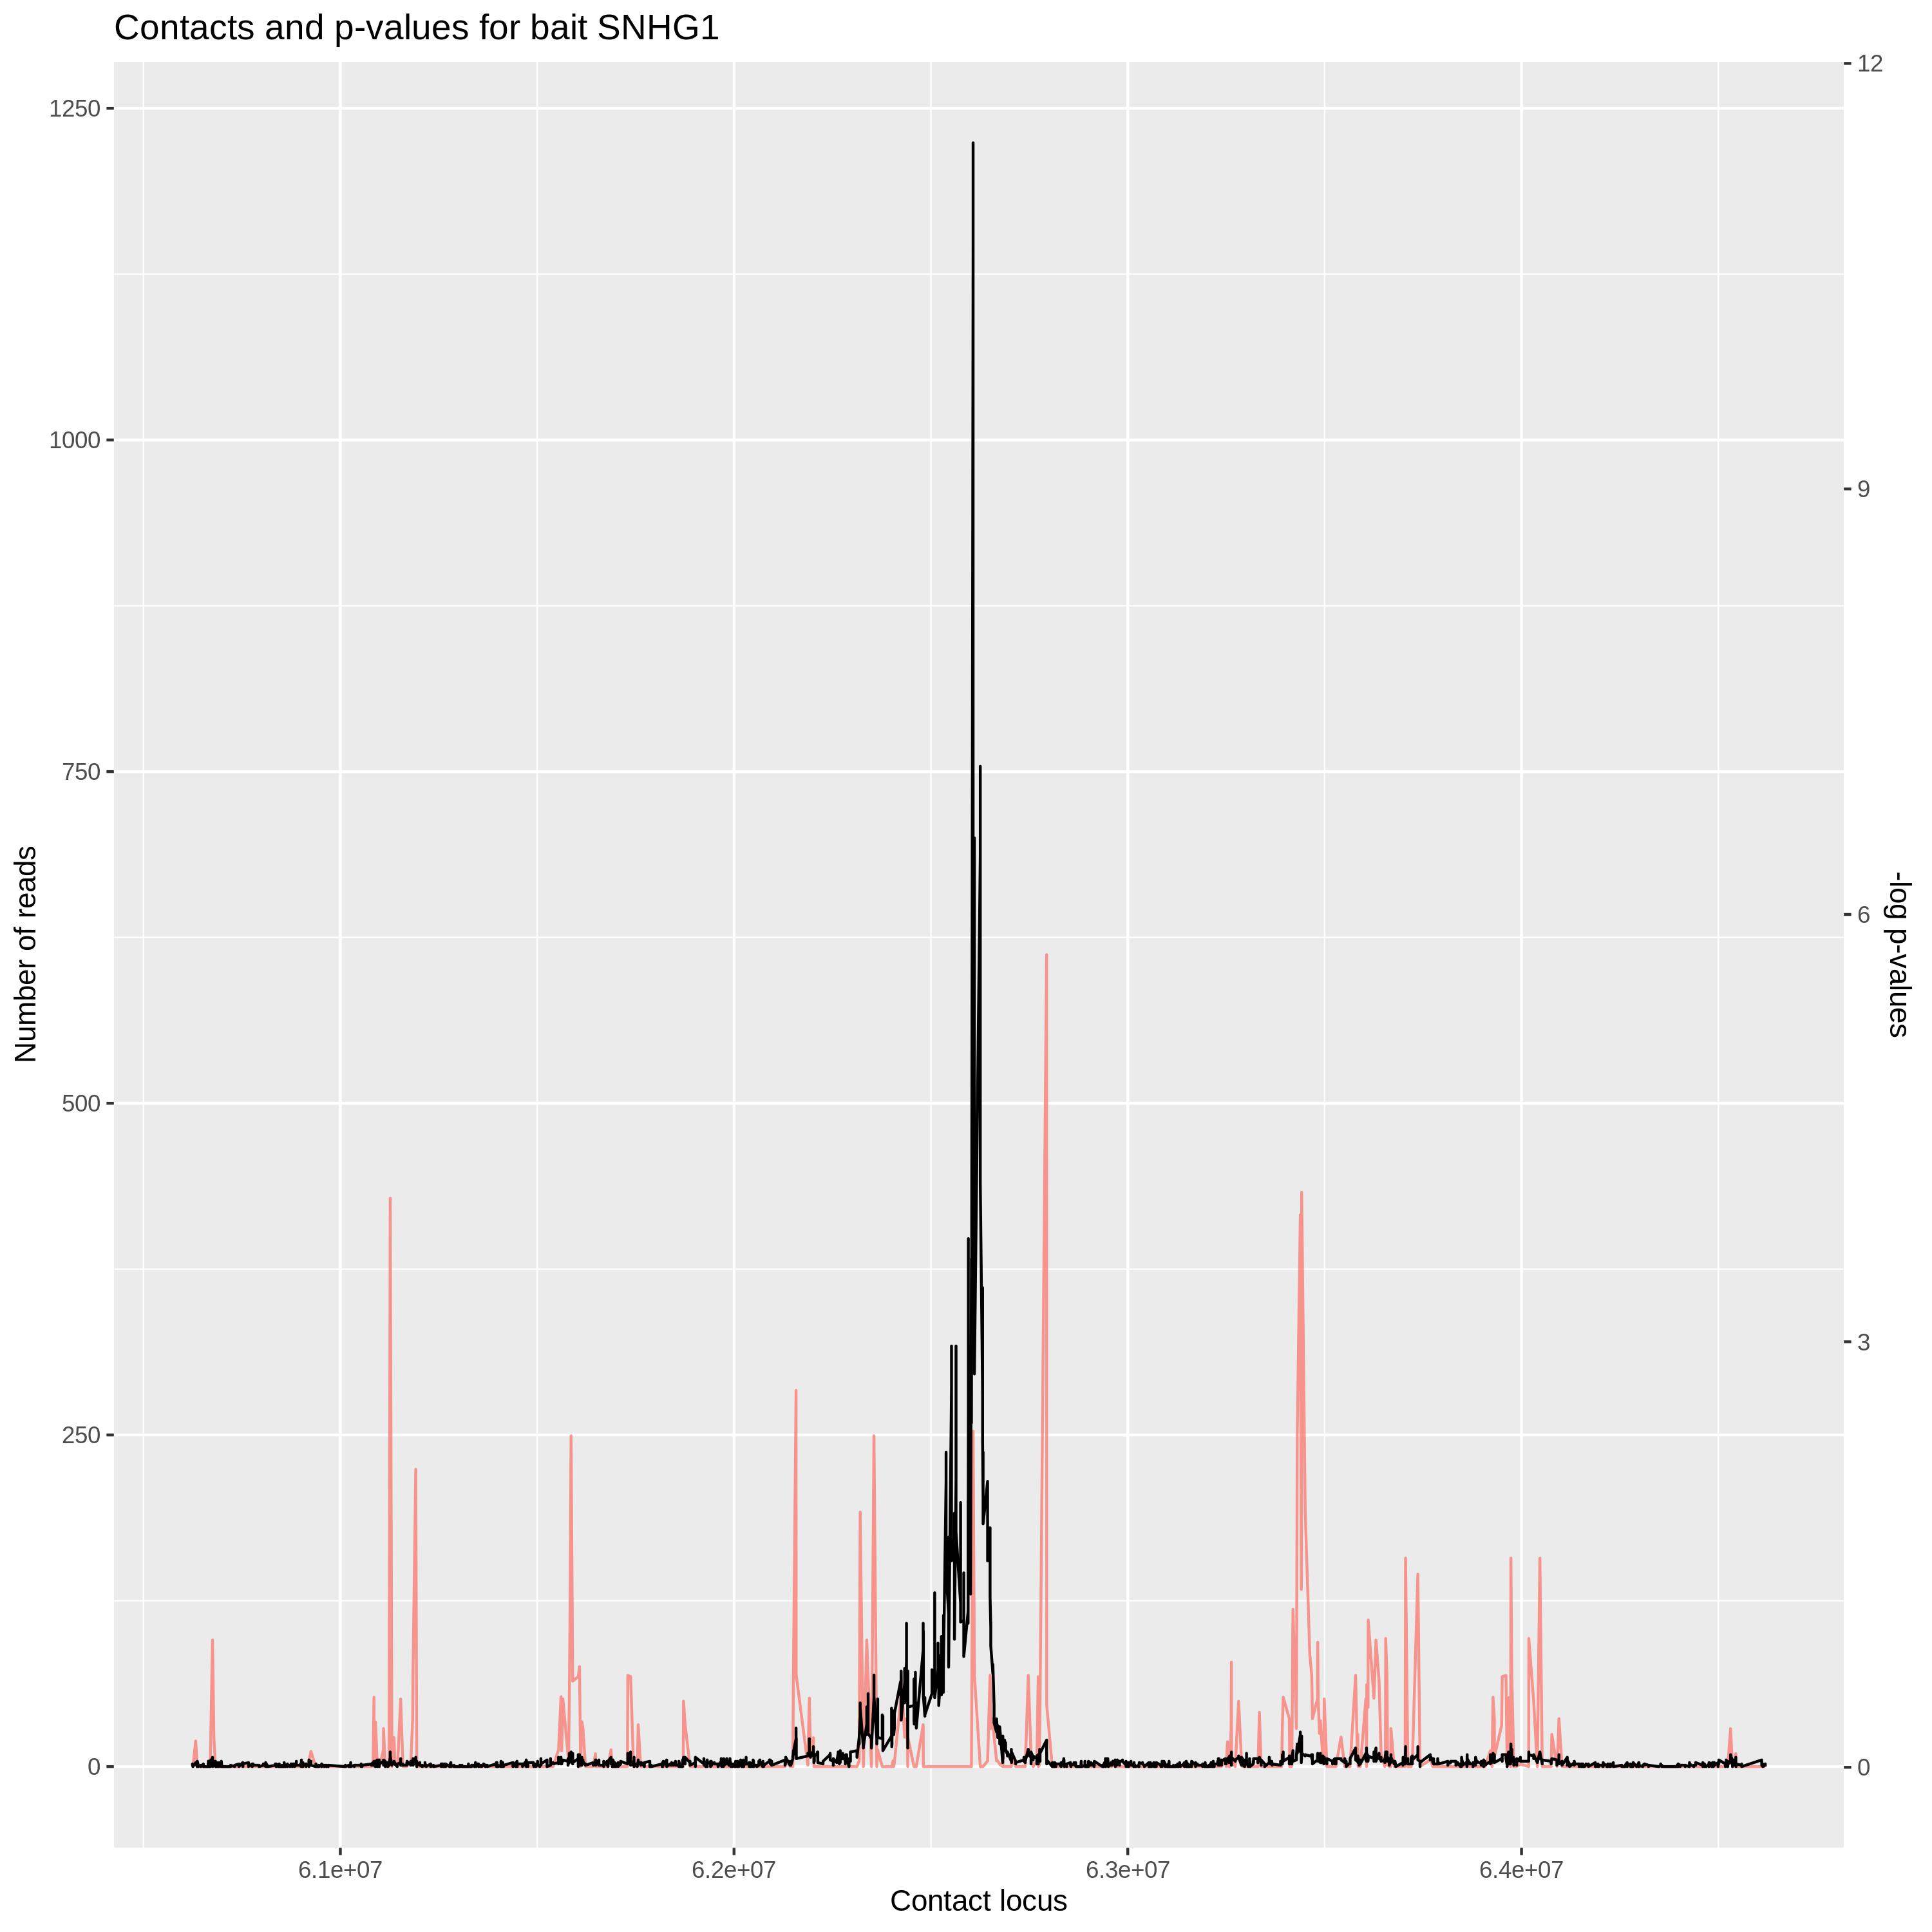 Contacts and p-values for bait SNHG1
12
1250
1000
9
750
Number of reads
6
-log p-values
500
3
250
0
0
6.1e+07
6.2e+07
6.3e+07
6.4e+07
Contact locus